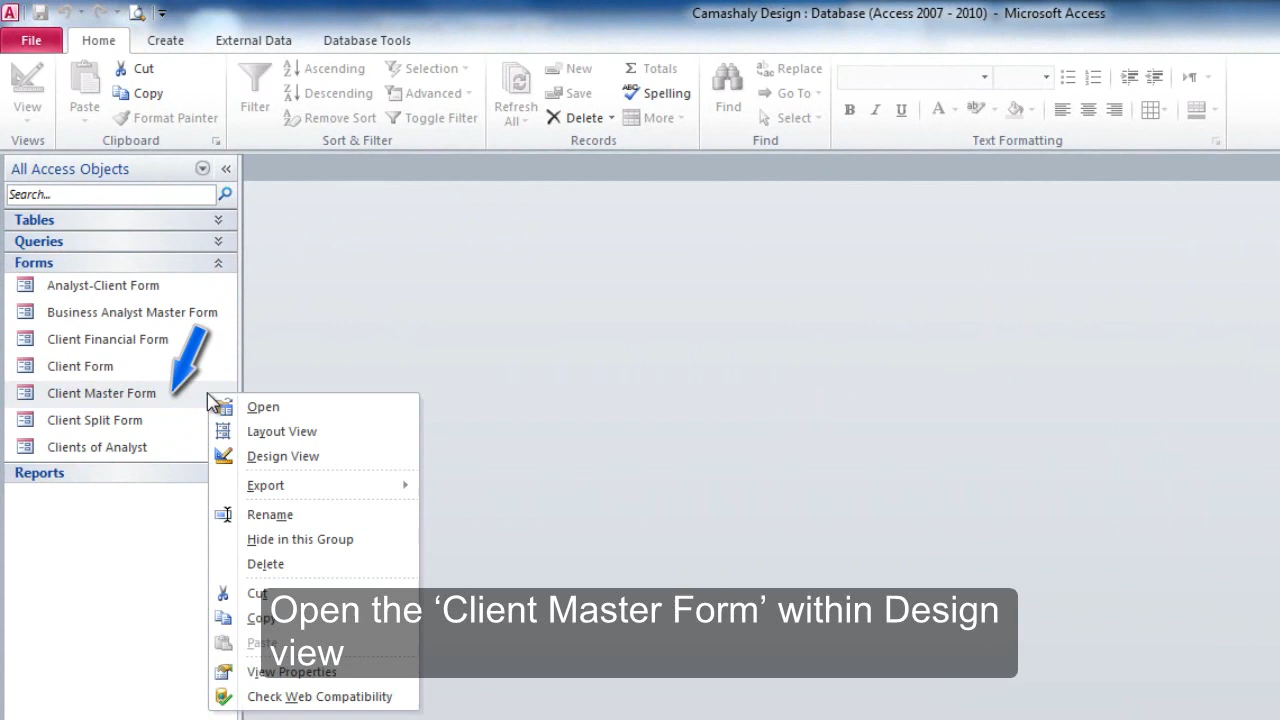 Camashaly Design : Database (Access 2007 - 2010) - Microsoft Access
File Home Create External Data Database Tools
View
Views
Paste
Cut
Copy
Format Painter
Clipboard
Filter
Ascending
Descending
Remove Sort
Selection
Advanced
Toggle Filter
Sort & Filter
Refresh
All
New
Save
Delete
Totals
Spelling
More
Records
Find
Replace
Go To
Select
Find
B I U A
Text Formatting
All Access Objects
Search...
Tables
Queries
Forms
Analyst-Client Form
Business Analyst Master Form
Client Financial Form
Client Form
Client Master Form
Client Split Form
Clients of Analyst
Reports
Open
Layout View
Design View
Export
Rename
Hide in this Group
Delete
Cut
Copy
Paste
View Properties
Check Web Compatibility
Open the ‘Client Master Form’ within Design
view